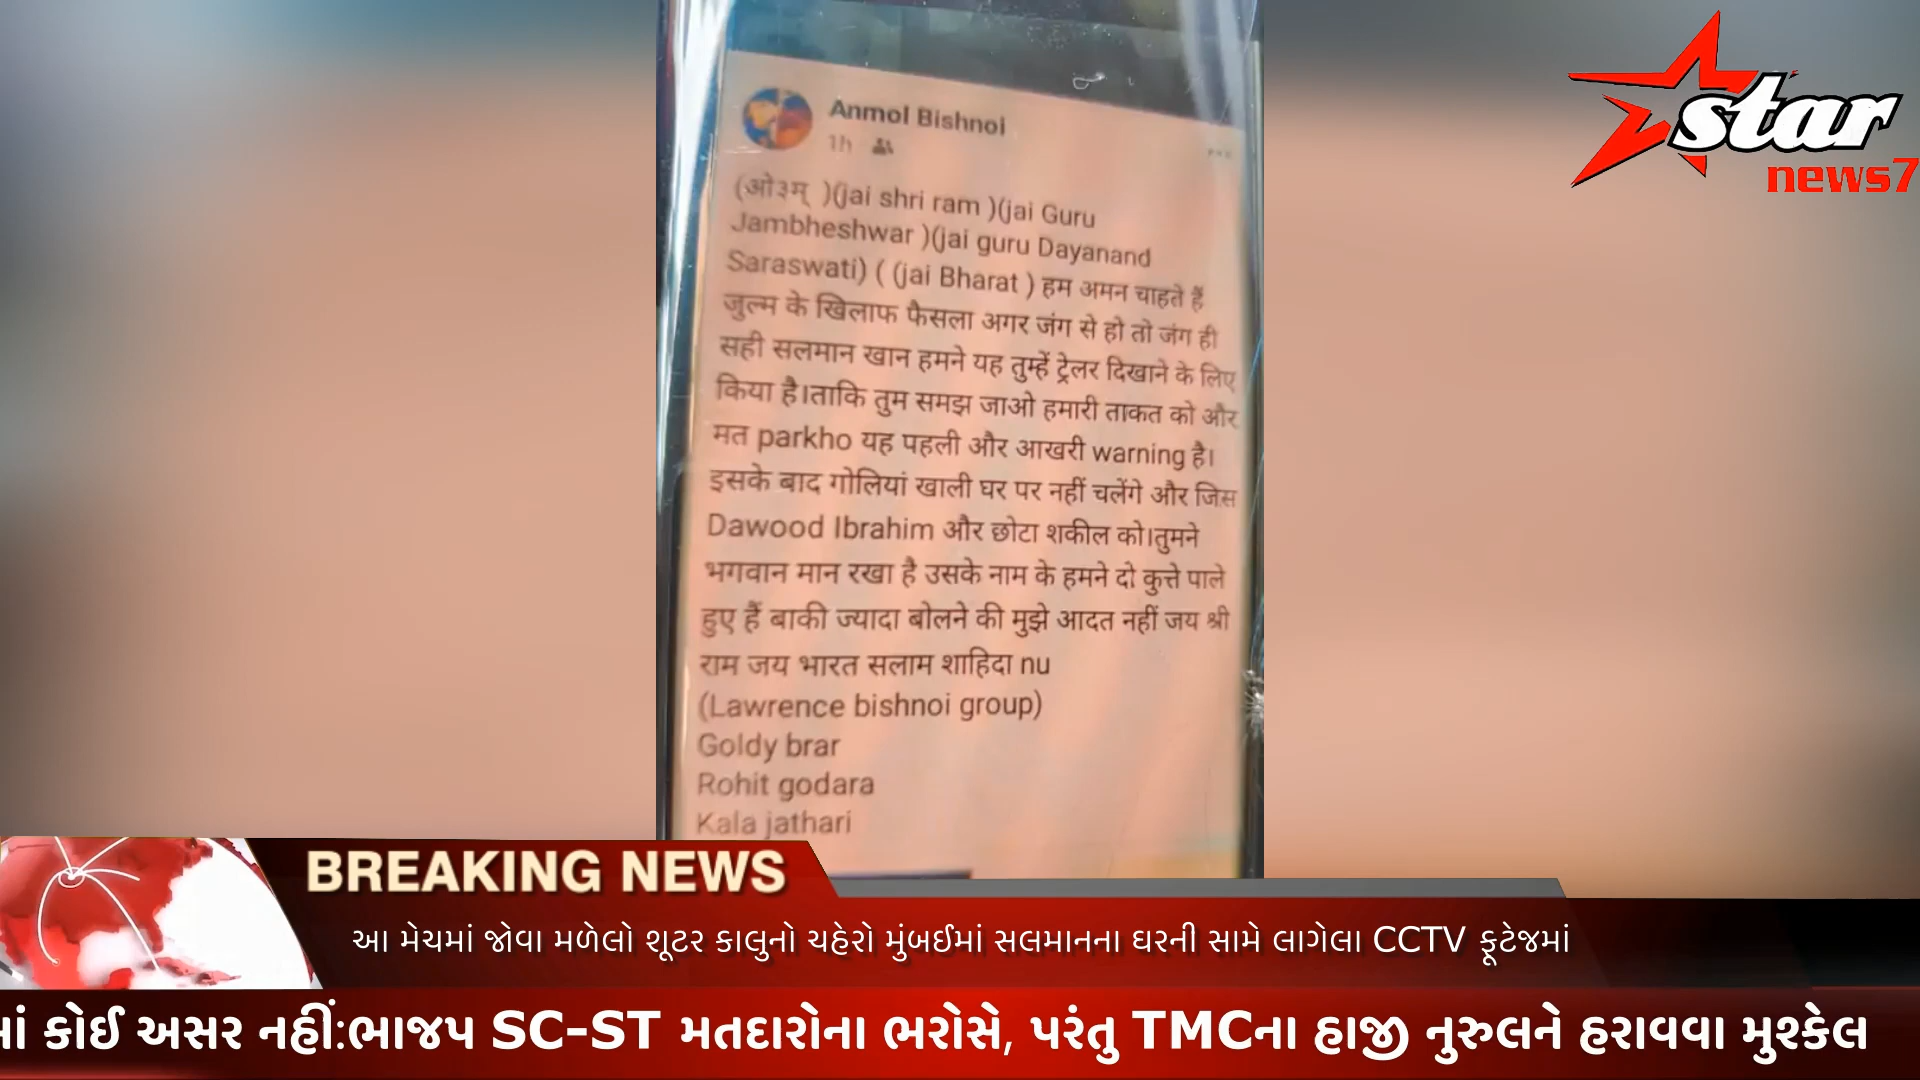 Anmol Bishnoi
1h
(ओ३म् )(jai shri ram )(jai Guru
Jambheshwar )(jai guru Dayanand
Saraswati) ( (jai Bharat ) हम अमन चाहते हैं
जुल्म के खिलाफ फैसला अगर जंग से हो तो जंग ही
सही सलमान खान हमने यह तुम्हें ट्रेलर दिखाने के लिए
किया है।ताकि तुम समझ जाओ हमारी ताकत को और
मत parkho यह पहली और आखरी warning है।
इसके बाद गोलियां खाली घर पर नहीं चलेंगे और जिस
Dawood Ibrahim और छोटा शकील को।तुमने
भगवान मान रखा है उसके नाम के हमने दो कुत्ते पाले
हुए हैं बाकी ज्यादा बोलने की मुझे आदत नहीं जय श्री
राम जय भारत सलाम शाहिदा nu
(Lawrence bishnoi group)
Goldy brar
Rohit godara
Kala jathari
star
news7
BREAKING NEWS
આ મેચમાં જોવા મળેલો શૂટર કાલુનો ચહેરો મુંબઈમાં સલમાનના ઘરની સામે લાગેલા CCTV ફૂટેજમાં
કોઈ અસર નહીં:ભાજપ SC-ST મતદારોના ભરોસે, પરંતુ TMCના હાજી નુરુલને હરાવવા મુશ્કેલ